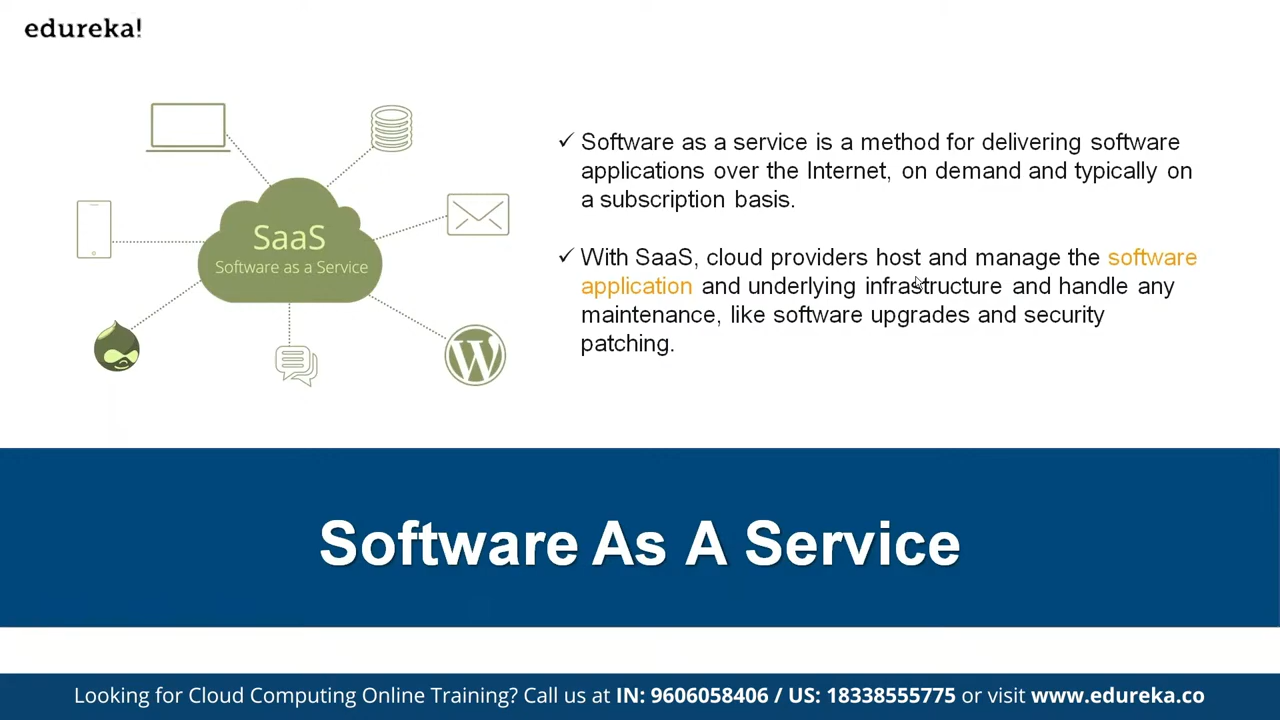 edureka!
SaaS
Software as a Service
✓ Software as a service is a method for delivering software
applications over the Internet, on demand and typically on
a subscription basis.
✓ With SaaS, cloud providers host and manage the software
application and underlying infrastructure and handle any
maintenance, like software upgrades and security
patching.
Software As A Service
Looking for Cloud Computing Online Training? Call us at IN: 9606058406 / US: 18338555775 or visit www.edureka.co